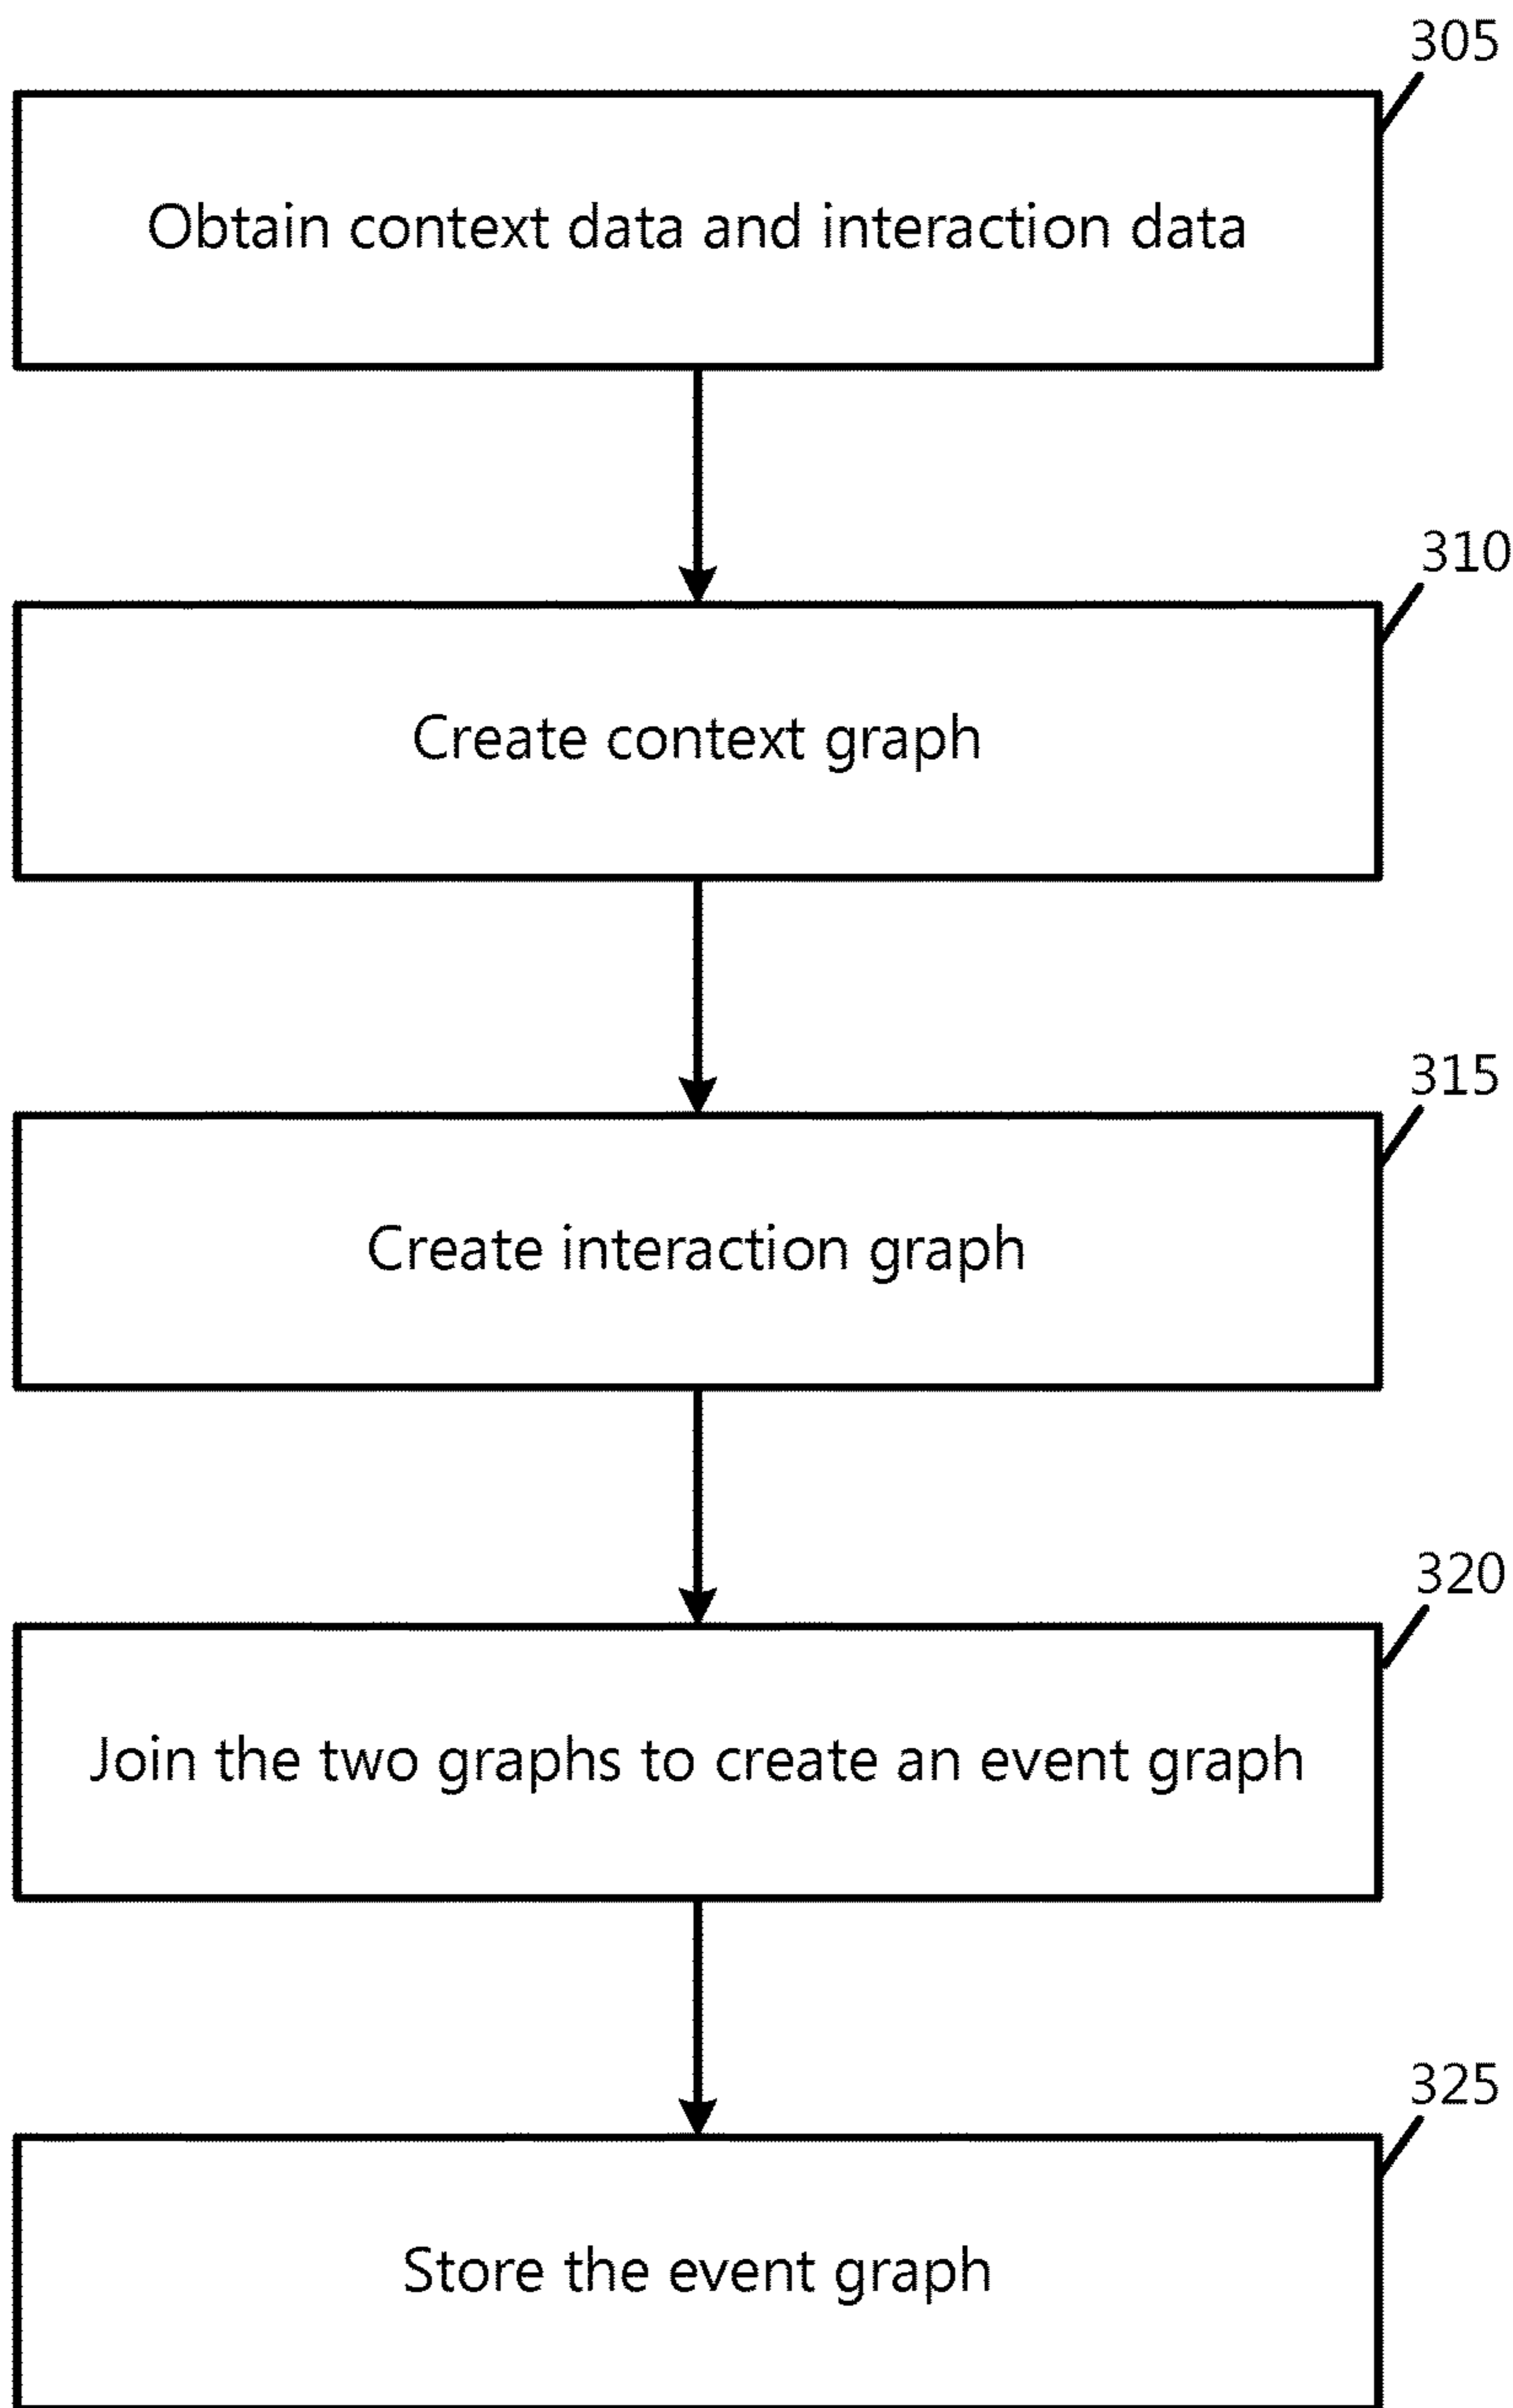 305
Obtain context data and interaction data
310
Create context graph
315
Create interaction graph
320
Join the two graphs to create an event graph
325
Store the event graph